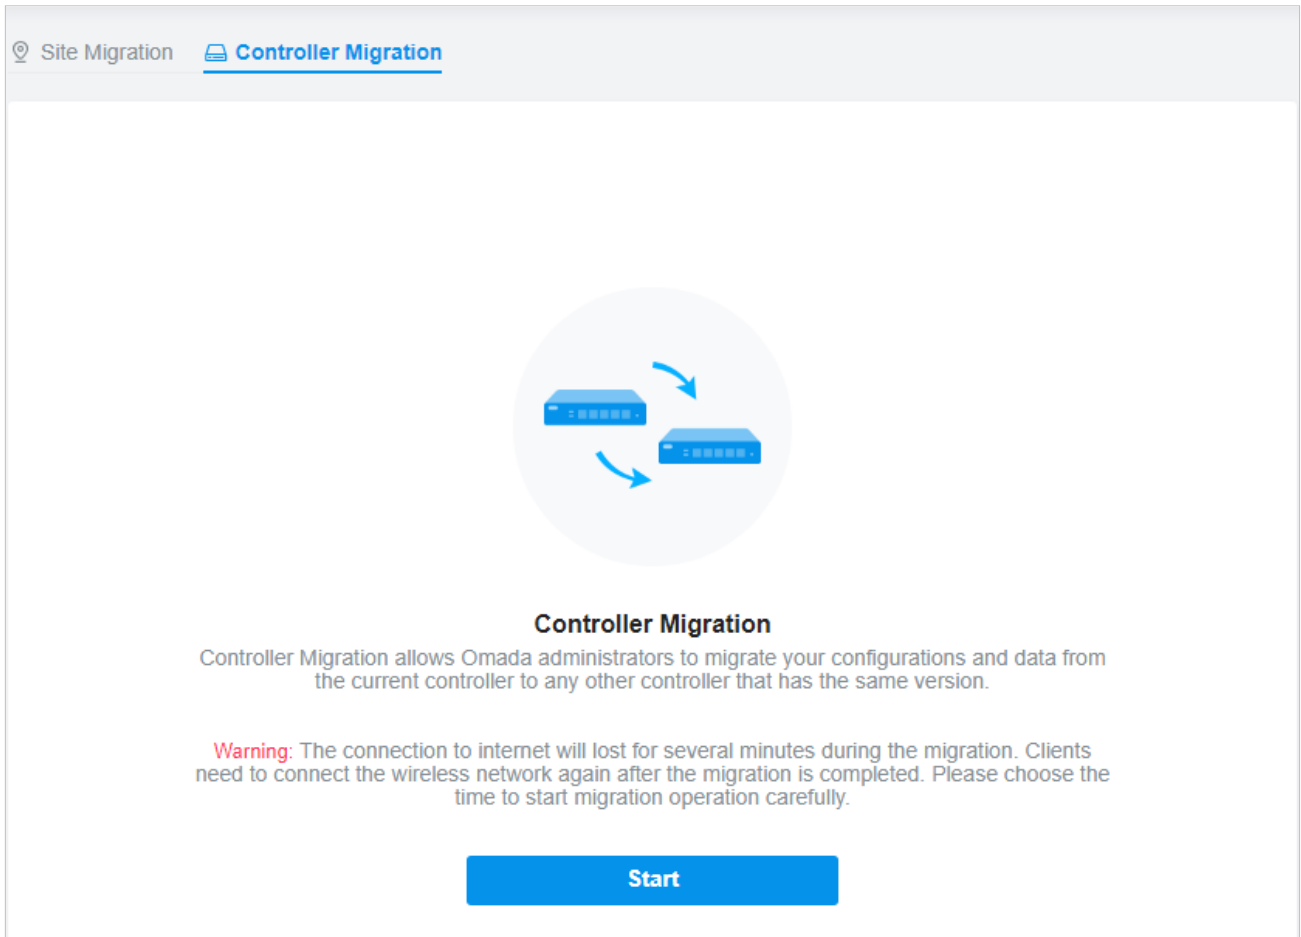 Site Migration Controller Migration
Controller Migration
Controller Migration allows Omada administrators to migrate your configurations and data from
the current controller to any other controller that has the same version.
Warning: The connection to internet will lost for several minutes during the migration. Clients
need to connect the wireless network again after the migration is completed. Please choose the
time to start migration operation carefully.
Start